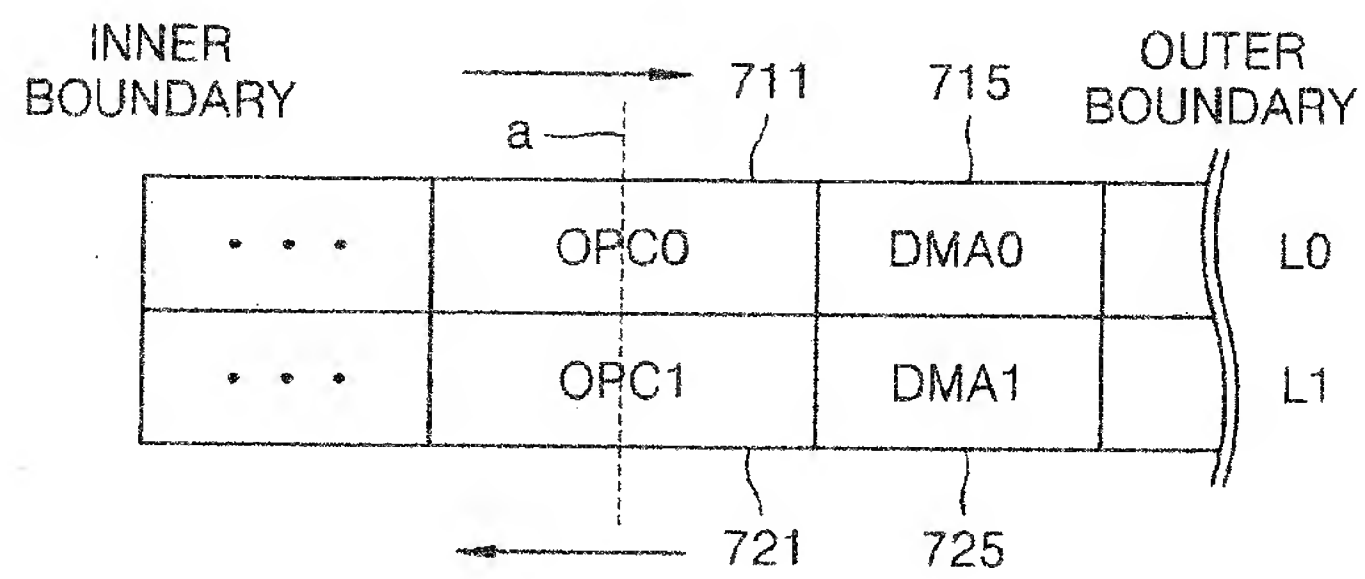 INNER
BOUNDARY
OUTER
BOUNDARY
711
715
a
... OPC0 DMA0 L0
... OPC1 DMA1 L1
721
725